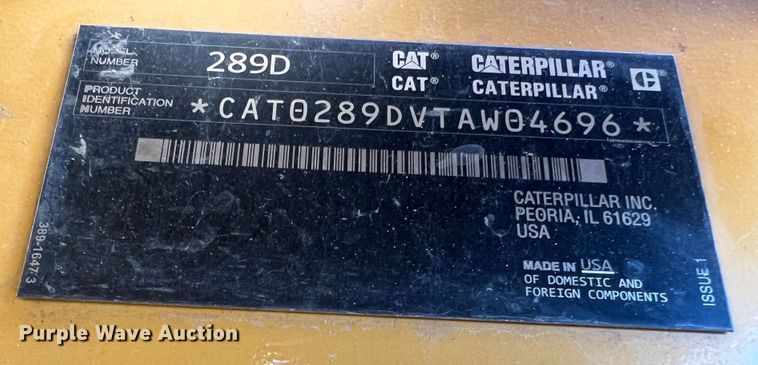 MODEL NUMBER 289D
CAT® CATERPILLAR® C
CAT® CATERPILLAR®
PRODUCT IDENTIFICATION NUMBER *CAT0289DVTAW04696*
CATERPILLAR INC.
PEORIA, IL 61629
USA
MADE IN USA
OF DOMESTIC AND
FOREIGN COMPONENTS
389-1647 3
ISSUE 1
Purple Wave Auction